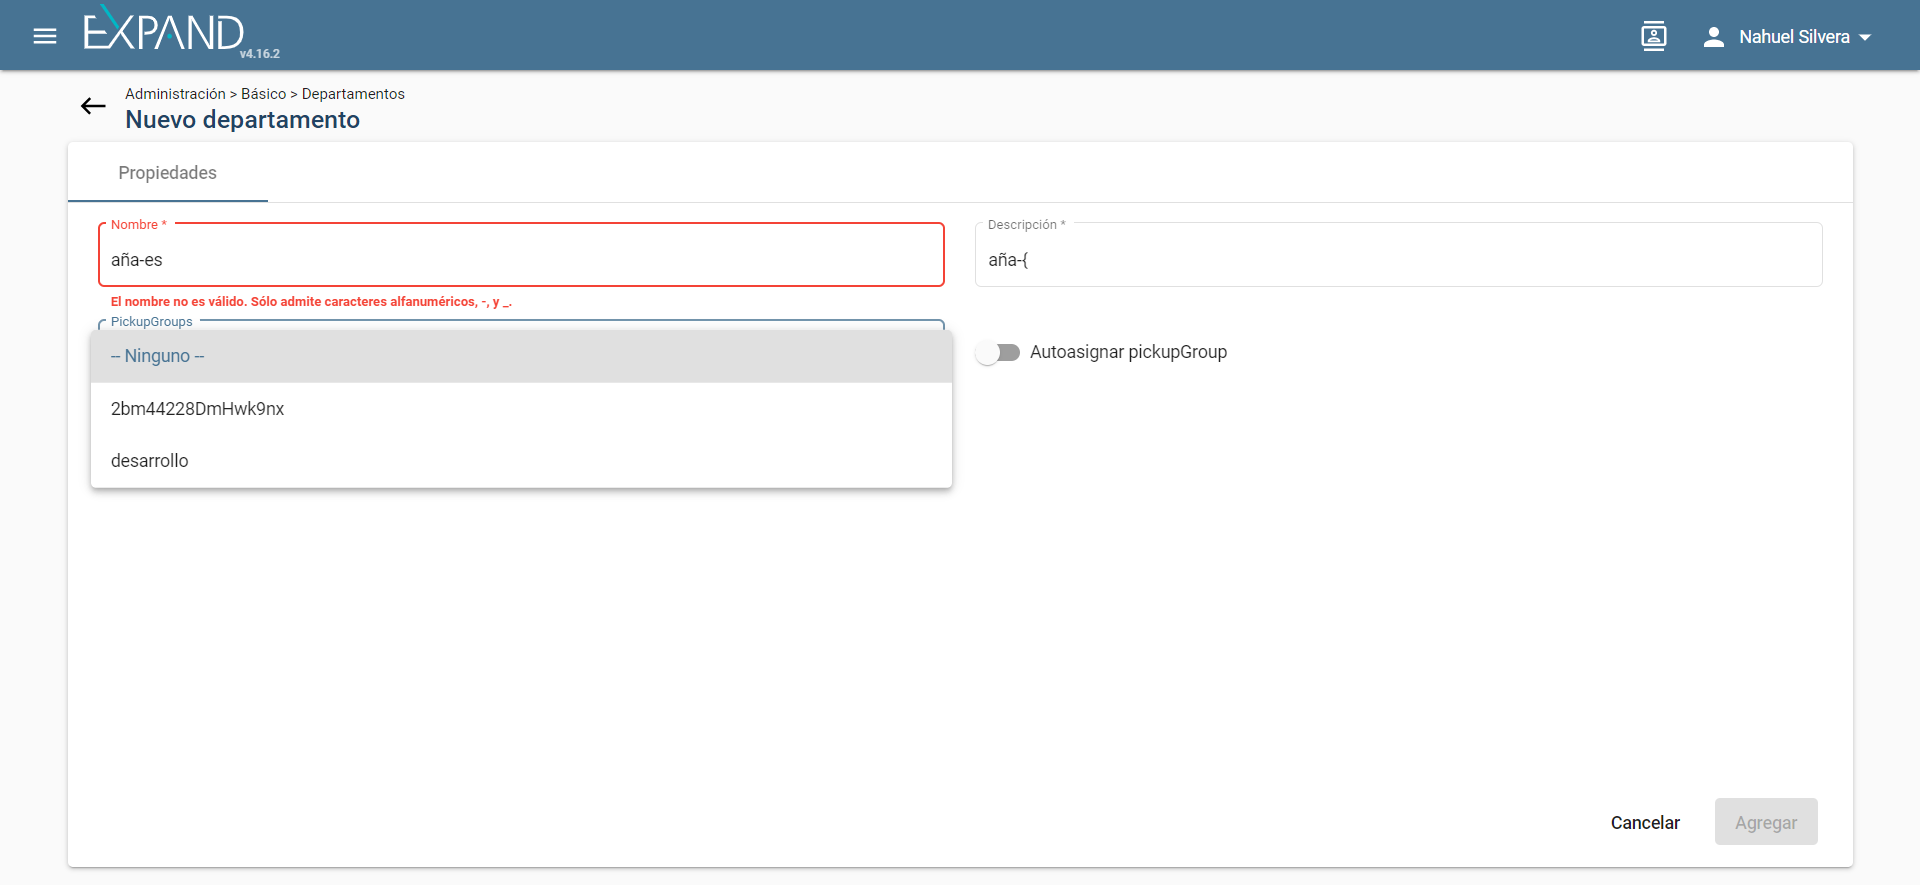 EXPAND
v4.16.2
Nahuel Silvera
Administración > Básico > Departamentos
Nuevo departamento
Propiedades
Nombre *
aña-es
El nombre no es válido. Sólo admite caracteres alfanuméricos, -, y _.
Descripción *
aña-{
PickupGroups
-- Ninguno --
2bm44228DmHwk9nx
desarrollo
Autoasignar pickupGroup
Cancelar
Agregar